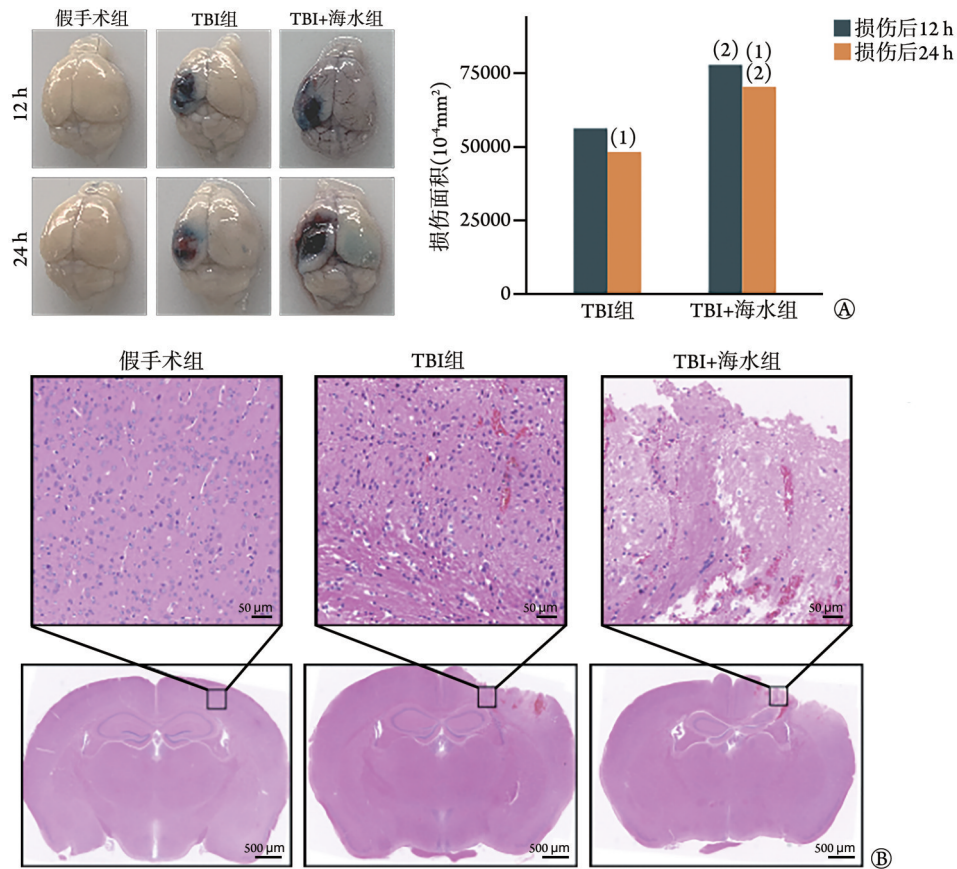 假手术组
TBI组
TBI+海水组
12 h
24 h
损伤后12 h
损伤后24 h
损伤面积(10⁻⁴mm²)
75000
50000
25000
0
(1)
(2)
(1)
(2)
TBI组
TBI+海水组
Ⓐ
假手术组
TBI组
TBI+海水组
50 μm
50 μm
50 μm
500 μm
500 μm
500 μm
Ⓑ